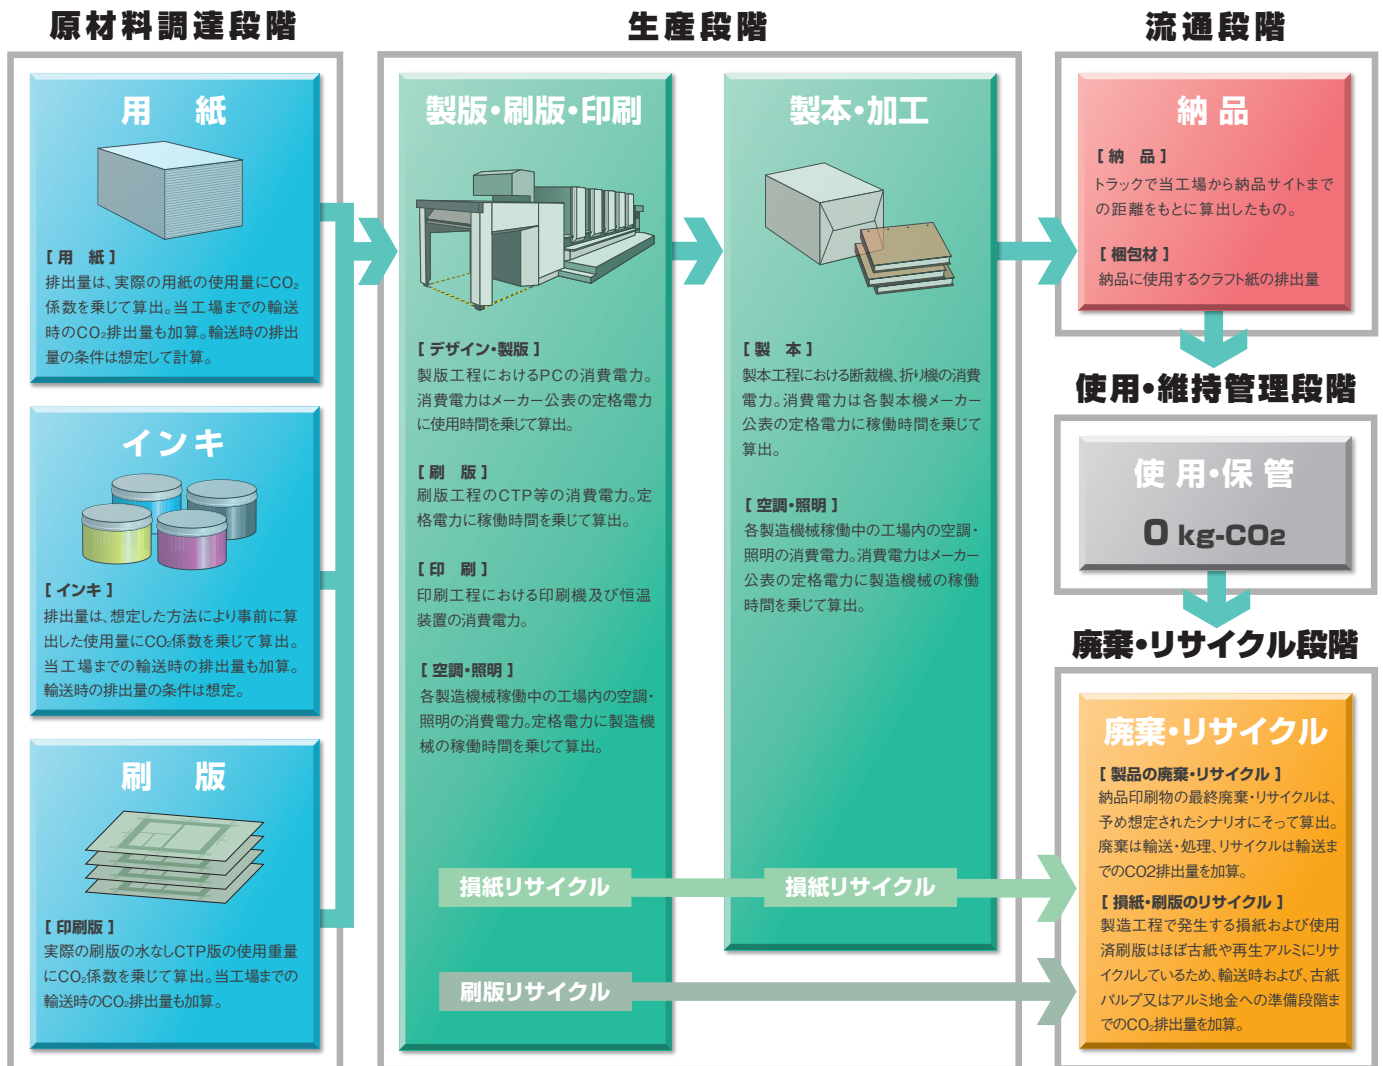 原材料調達段階
用　紙
[ 用　紙 ]
排出量は、実際の用紙の使用量にCO₂
係数を乗じて算出。当工場までの輸送
時のCO₂排出量も加算。輸送時の排出
量の条件は想定して計算。
インキ
[ インキ ]
排出量は、想定した方法により事前に算
出した使用量にCO₂係数を乗じて算出。
当工場までの輸送時の排出量も加算。
輸送時の排出量の条件は想定。
刷　版
[ 印刷版 ]
実際の刷版の水なしCTP版の使用重量
にCO₂係数を乗じて算出。当工場までの
輸送時のCO₂排出量も加算。
生産段階
製版・刷版・印刷
[ デザイン・製版 ]
製版工程におけるPCの消費電力。
消費電力はメーカー公表の定格電力
に使用時間を乗じて算出。
[ 刷　版 ]
刷版工程のCTP等の消費電力。定
格電力に稼働時間を乗じて算出。
[ 印　刷 ]
印刷工程における印刷機及び恒温
装置の消費電力。
[ 空調・照明 ]
各製造機械稼働中の工場内の空調・
照明の消費電力。定格電力に製造機
械の稼働時間を乗じて算出。
損紙リサイクル
刷版リサイクル
製本・加工
[ 製　本 ]
製本工程における断裁機、折り機の消費
電力。消費電力は各製本機メーカー
公表の定格電力に稼働時間を乗じて
算出。
[ 空調・照明 ]
各製造機械稼働中の工場内の空調・
照明の消費電力。消費電力はメーカー
公表の定格電力に製造機械の稼働
時間を乗じて算出。
損紙リサイクル
流通段階
納品
[ 納　品 ]
トラックで当工場から納品サイトまで
の距離をもとに算出したもの。
[ 梱包材 ]
納品に使用するクラフト紙の排出量
使用・維持管理段階
使用・保管
0 kg-CO2
廃棄・リサイクル段階
廃棄・リサイクル
[ 製品の廃棄・リサイクル ]
納品印刷物の最終廃棄・リサイクルは、
予め想定されたシナリオにそって算出。
廃棄は輸送・処理、リサイクルは輸送ま
でのCO2排出量を加算。
[ 損紙・刷版のリサイクル ]
製造工程で発生する損紙および使用
済刷版はほぼ古紙や再生アルミにリサ
イクルしているため、輸送時および、古紙
パルプ又はアルミ地金への準備段階ま
でのCO₂排出量を加算。